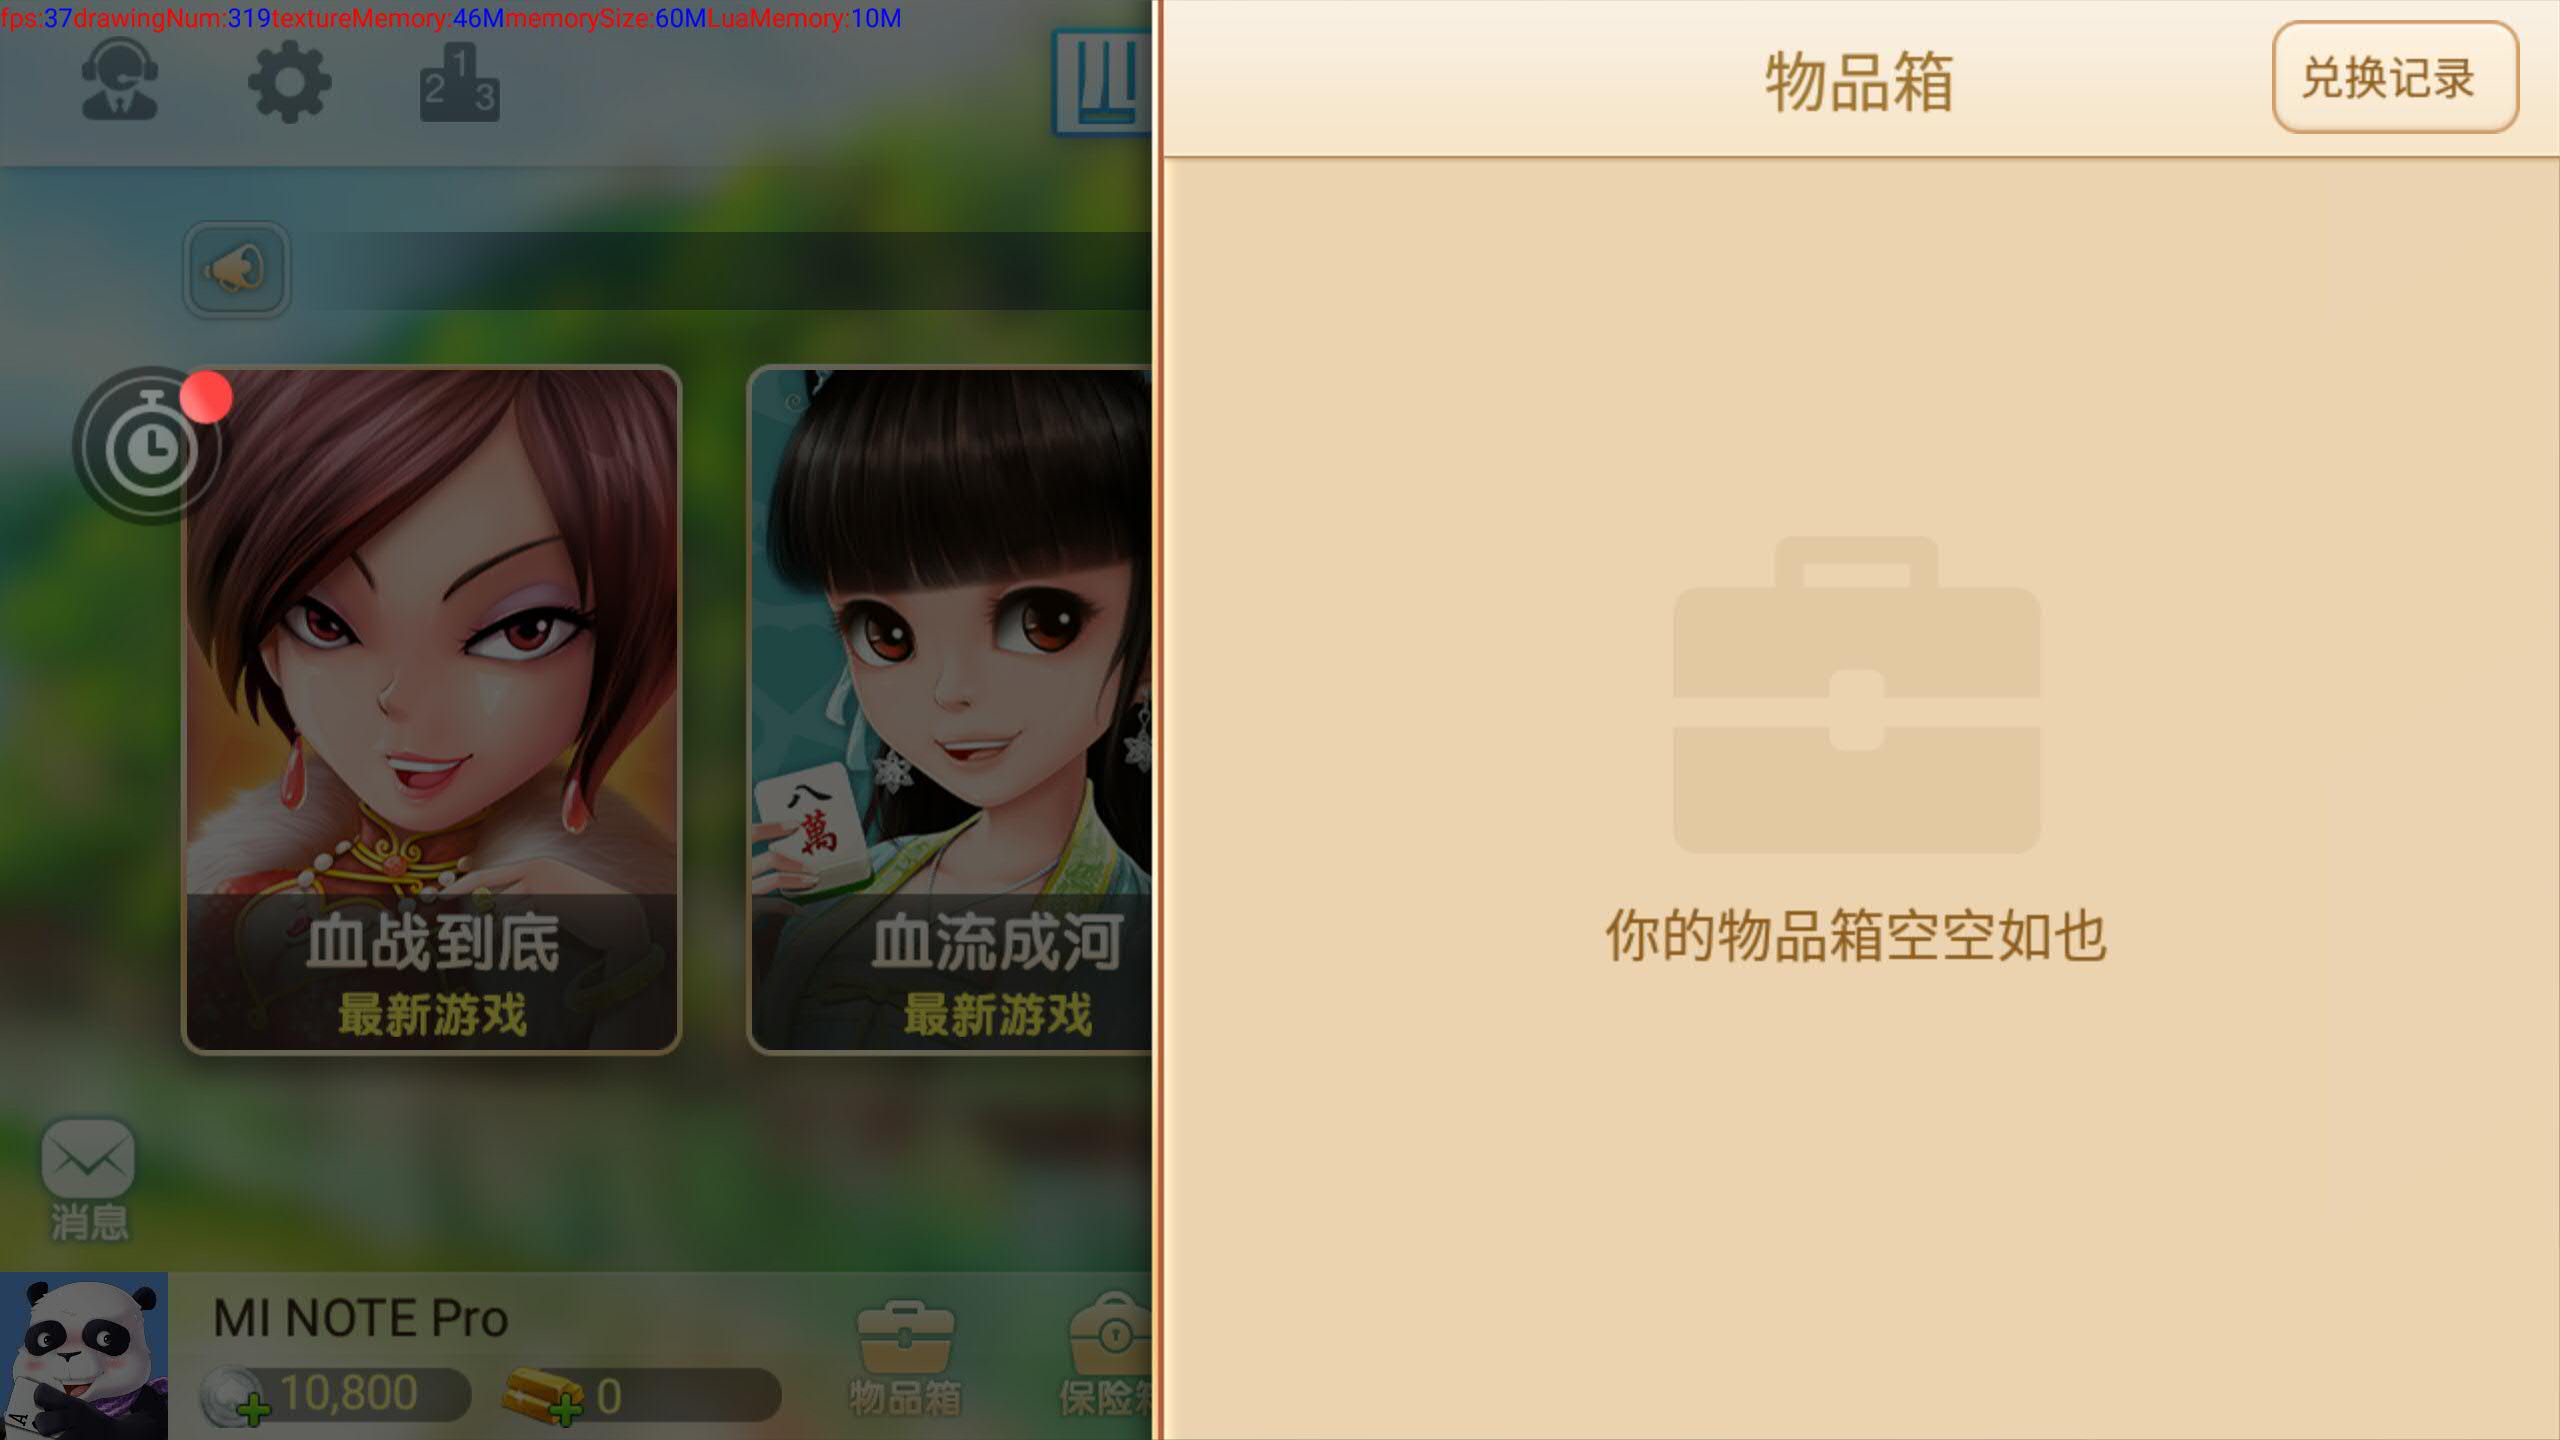 fps:37drawingNum:319textureMemory:46MmemorySize:60MLuaMemory:10M
1
2 3
四
物品箱
兑换记录
八
萬
血战到底
最新游戏
血流成河
最新游戏
你的物品箱空空如也
消息
MI NOTE Pro
10,800
0
物品箱
保险
A